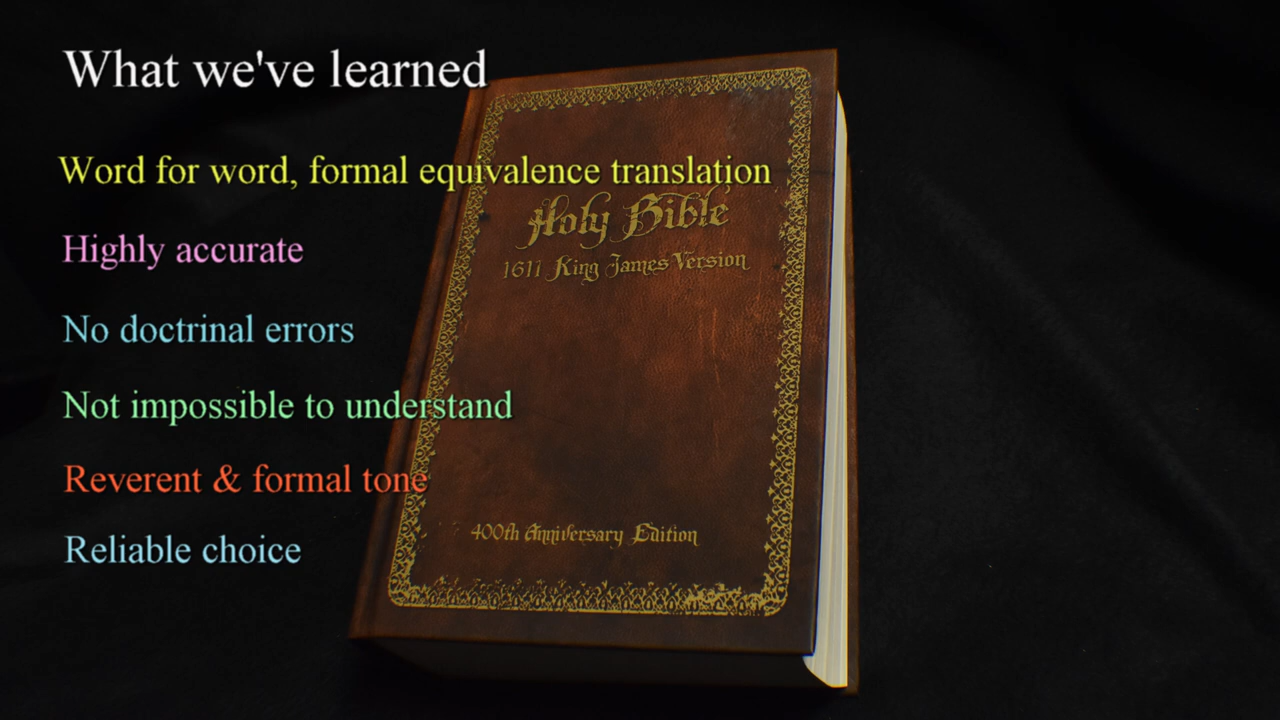 What we've learned
Word for word, formal equivalence translation
Holy Bible
1611 King James Version
Highly accurate
No doctrinal errors
Not impossible to understand
Reverent & formal tone
400th Anniversary Edition
Reliable choice